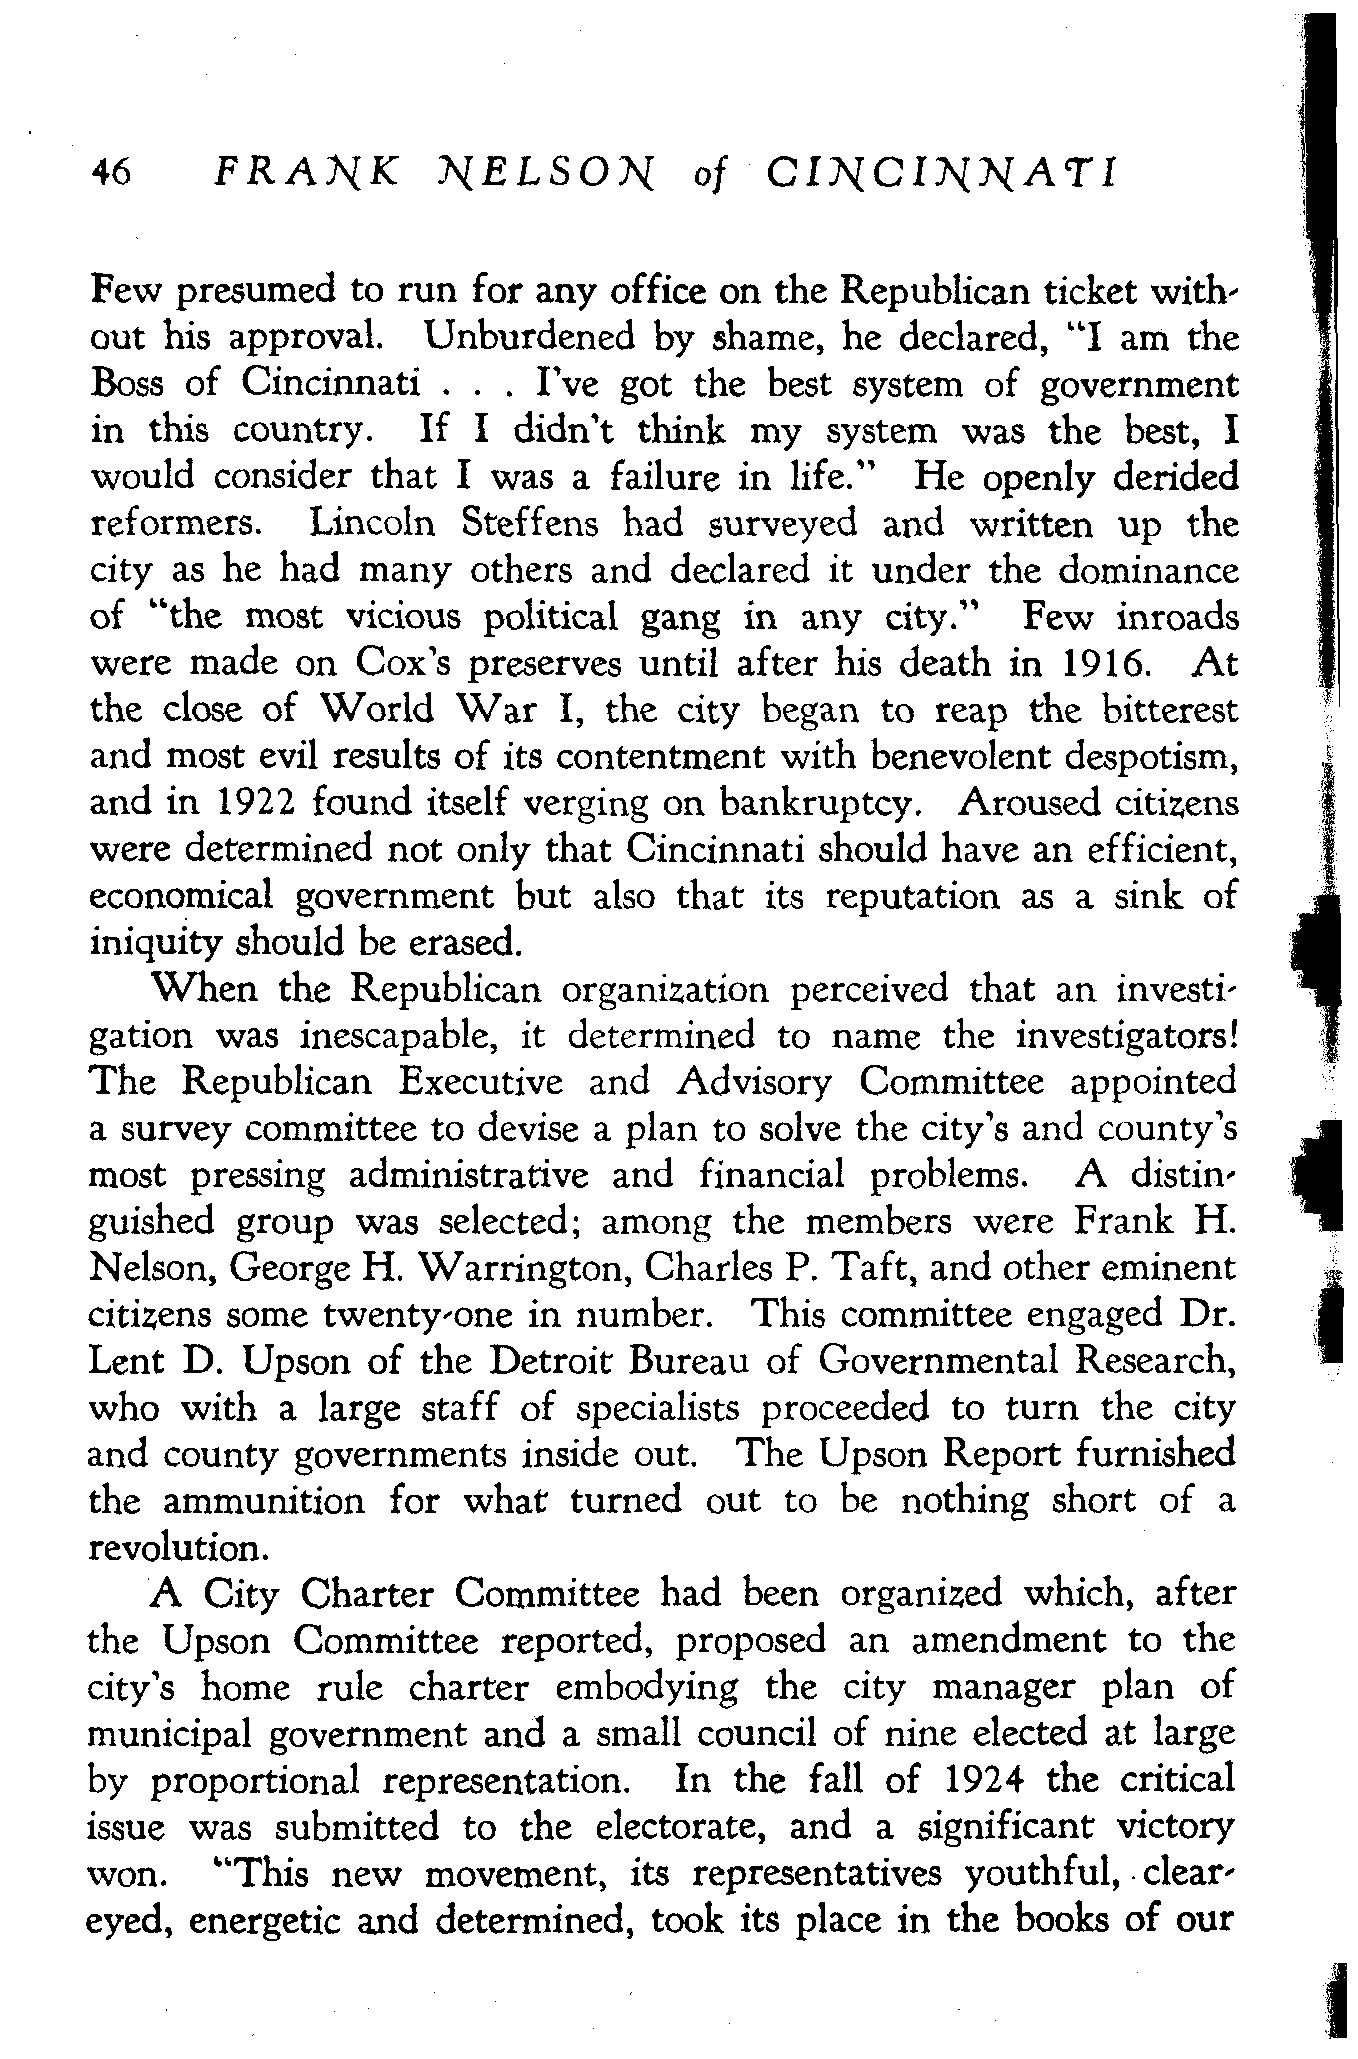 46 FRANK NELSON of CINCINNATI
Few presumed to run for any office on the Republican ticket with-
out his approval. Unburdened by shame, he declared, "I am the
Boss of Cincinnati . . . I've got the best system of government
in this country. If I didn't think my system was the best, I
would consider that I was a failure in life." He openly derided
reformers. Lincoln Steffens had surveyed and written up the
city as he had many others and declared it under the dominance
of "the most vicious political gang in any city." Few inroads
were made on Cox's preserves until after his death in 1916. At
the close of World War I, the city began to reap the bitterest
and most evil results of its contentment with benevolent despotism,
and in 1922 found itself verging on bankruptcy. Aroused citizens
were determined not only that Cincinnati should have an efficient,
economical government but also that its reputation as a sink of
iniquity should be erased.
When the Republican organization perceived that an investi-
gation was inescapable, it determined to name the investigators!
The Republican Executive and Advisory Committee appointed
a survey committee to devise a plan to solve the city's and county's
most pressing administrative and financial problems. A distin-
guished group was selected; among the members were Frank H.
Nelson, George H. Warrington, Charles P. Taft, and other eminent
citizens some twenty-one in number. This committee engaged Dr.
Lent D. Upson of the Detroit Bureau of Governmental Research,
who with a large staff of specialists proceeded to turn the city
and county governments inside out. The Upson Report furnished
the ammunition for what turned out to be nothing short of a
revolution.
A City Charter Committee had been organized which, after
the Upson Committee reported, proposed an amendment to the
city's home rule charter embodying the city manager plan of
municipal government and a small council of nine elected at large
by proportional representation. In the fall of 1924 the critical
issue was submitted to the electorate, and a significant victory
won. "This new movement, its representatives youthful, clear-
eyed, energetic and determined, took its place in the books of our